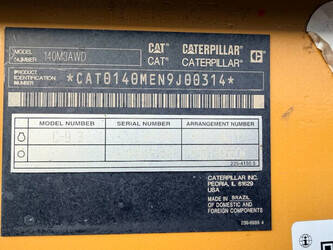 MODEL NUMBER 140M3AWD
CAT CATERPILLAR
CAT CATERPILLAR
PRODUCT IDENTIFICATION NUMBER *CAT0140MEN9J00314*
MODEL NUMBER SERIAL NUMBER ARRANGEMENT NUMBER
CATERPILLAR INC.
PEORIA, IL 61629
USA
MADE IN BRAZIL
OF DOMESTIC AND
FOREIGN COMPONENTS